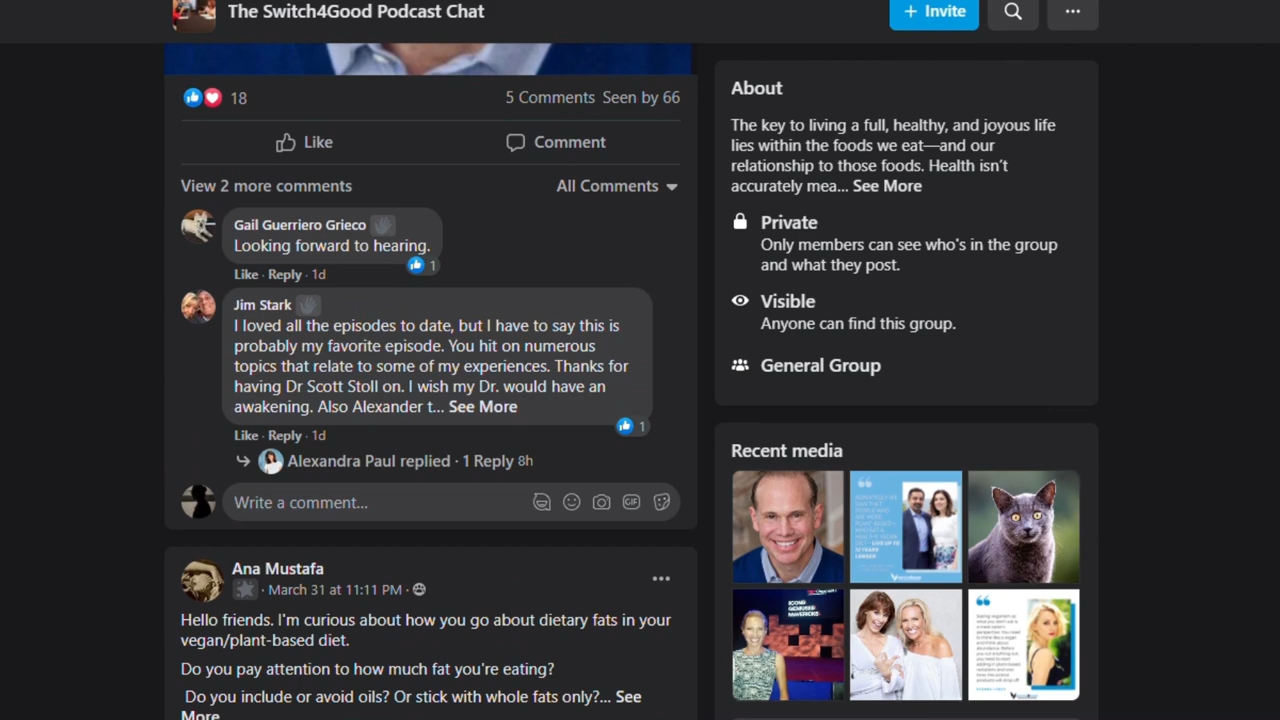 The Switch4Good Podcast Chat
+ Invite
18
5 Comments Seen by 66
Like
Comment
View 2 more comments
All Comments
Gail Guerriero Grieco
Looking forward to hearing.
1
Like · Reply · 1d
Jim Stark
I loved all the episodes to date, but I have to say this is
probably my favorite episode. You hit on numerous
topics that relate to some of my experiences. Thanks for
having Dr Scott Stoll on. I wish my Dr. would have an
awakening. Also Alexander t... See More
1
Like · Reply · 1d
Alexandra Paul replied · 1 Reply 8h
Write a comment...
GIF
Ana Mustafa
· March 31 at 11:11 PM ·
Hello friends. I'm curious about how you go about dietary fats in your
vegan/plant-based diet.
Do you pay attention to how much fat you're eating?
Do you include add oils? Or stick with whole fats only?... See
More
About
The key to living a full, healthy, and joyous life
lies within the foods we eat—and our
relationship to those foods. Health isn't
accurately mea... See More
Private
Only members can see who's in the group
and what they post.
Visible
Anyone can find this group.
General Group
Recent media